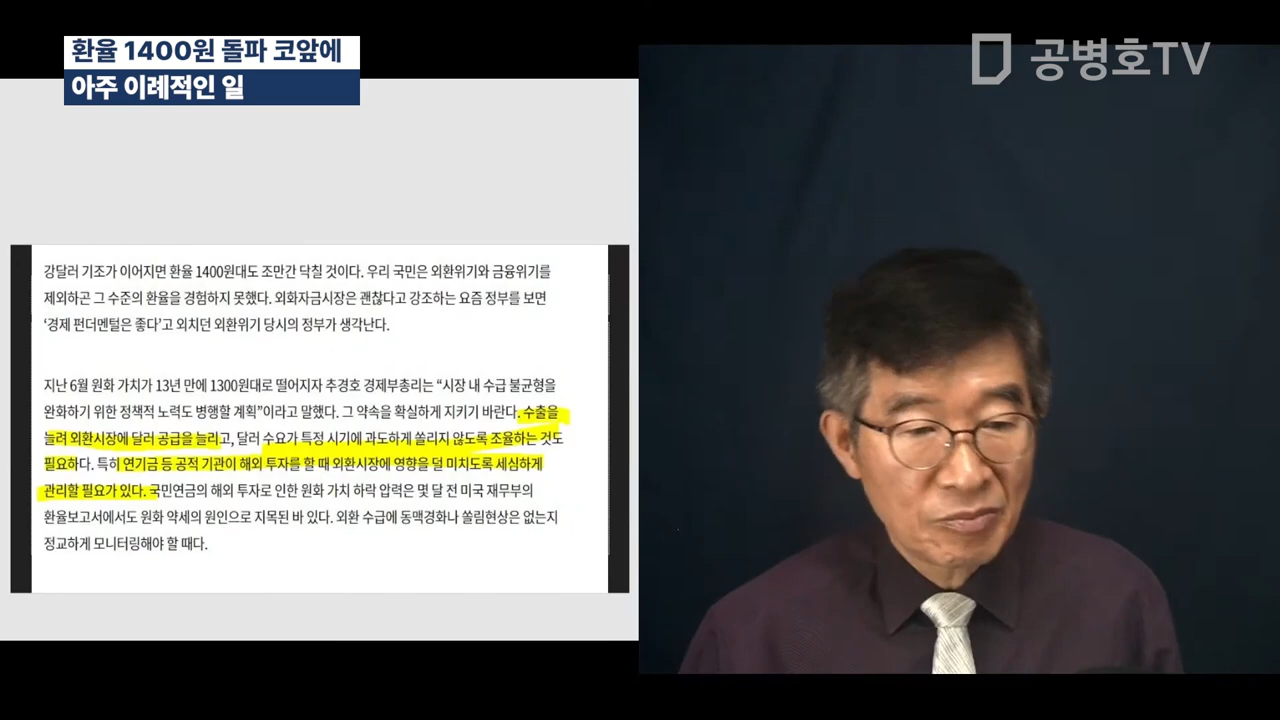 환율 1400원 돌파 코앞에
아주 이례적인 일
공병호TV
강달러 기조가 이어지면 환율 1400원대도 조만간 닥칠 것이다. 우리 국민은 외환위기와 금융위기를
제외하곤 그 수준의 환율을 경험하지 못했다. 외화자금시장은 괜찮다고 강조하는 요즘 정부를 보면
‘경제 펀더멘털은 좋다’고 외치던 외환위기 당시의 정부가 생각난다.
지난 6월 원화 가치가 13년 만에 1300원대로 떨어지자 추경호 경제부총리는 “시장 내 수급 불균형을
완화하기 위한 정책적 노력도 병행할 계획”이라고 말했다. 그 약속을 확실하게 지키기 바란다. 수출을
늘려 외환시장에 달러 공급을 늘리고, 달러 수요가 특정 시기에 과도하게 쏠리지 않도록 조율하는 것도
필요하다. 특히 연기금 등 공적 기관이 해외 투자를 할 때 외환시장에 영향을 덜 미치도록 세심하게
관리할 필요가 있다. 국민연금의 해외 투자로 인한 원화 가치 하락 압력은 몇 달 전 미국 재무부의
환율보고서에서도 원화 약세의 원인으로 지목된 바 있다. 외환 수급에 동맥경화나 쏠림현상은 없는지
정교하게 모니터링해야 할 때다.